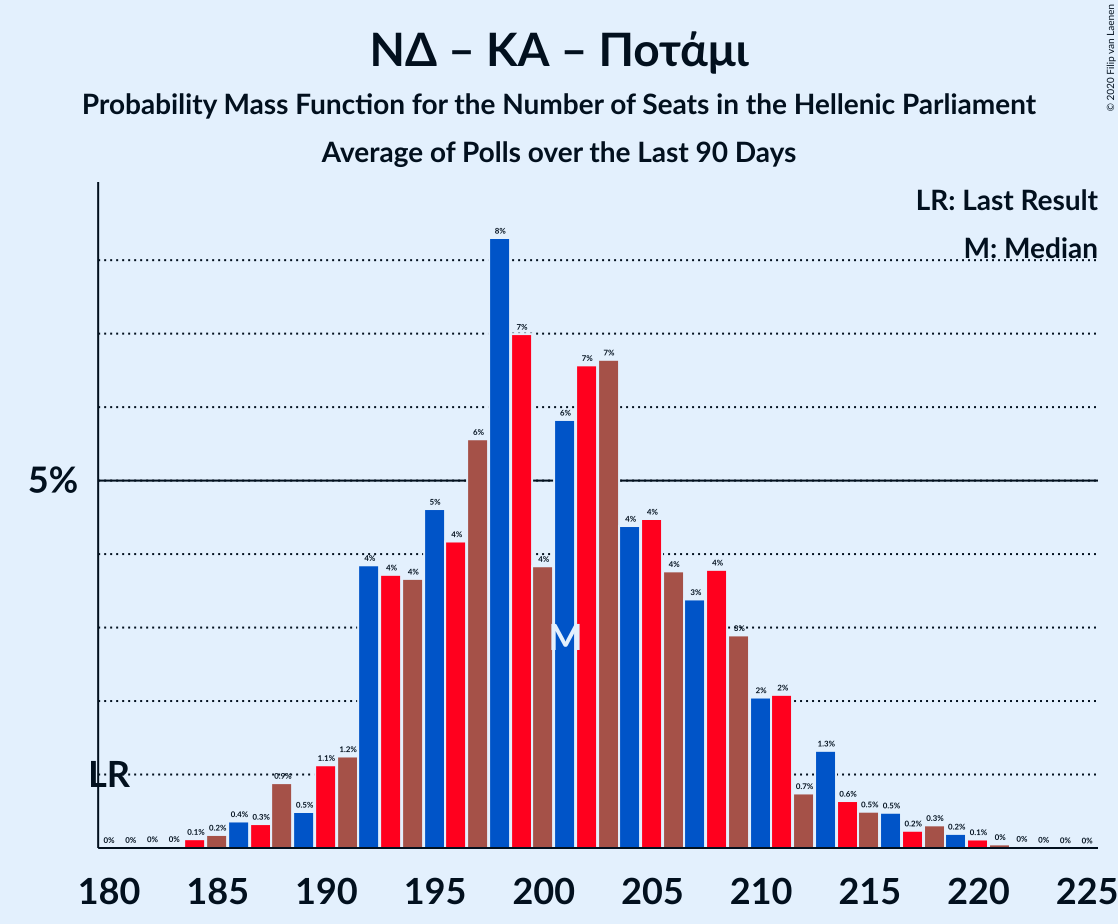 © 2020 Filip van Laenen
ΝΔ – ΚΑ – Ποτάμι
Probability Mass Function for the Number of Seats in the Hellenic Parliament
Average of Polls over the Last 90 Days
LR: Last Result
M: Median
5%
LR
M
0% 0% 0% 0% 0.1% 0.2% 0.4% 0.3% 0.9% 0.5% 1.1% 1.2% 4% 4% 4% 5% 4% 6% 8% 7% 4% 6% 7% 7% 4% 4% 4% 3% 4% 3% 2% 2% 0.7% 1.3% 0.6% 0.5% 0.5% 0.2% 0.3% 0.2% 0.1% 0% 0% 0% 0% 0%
180 185 190 195 200 205 210 215 220 225